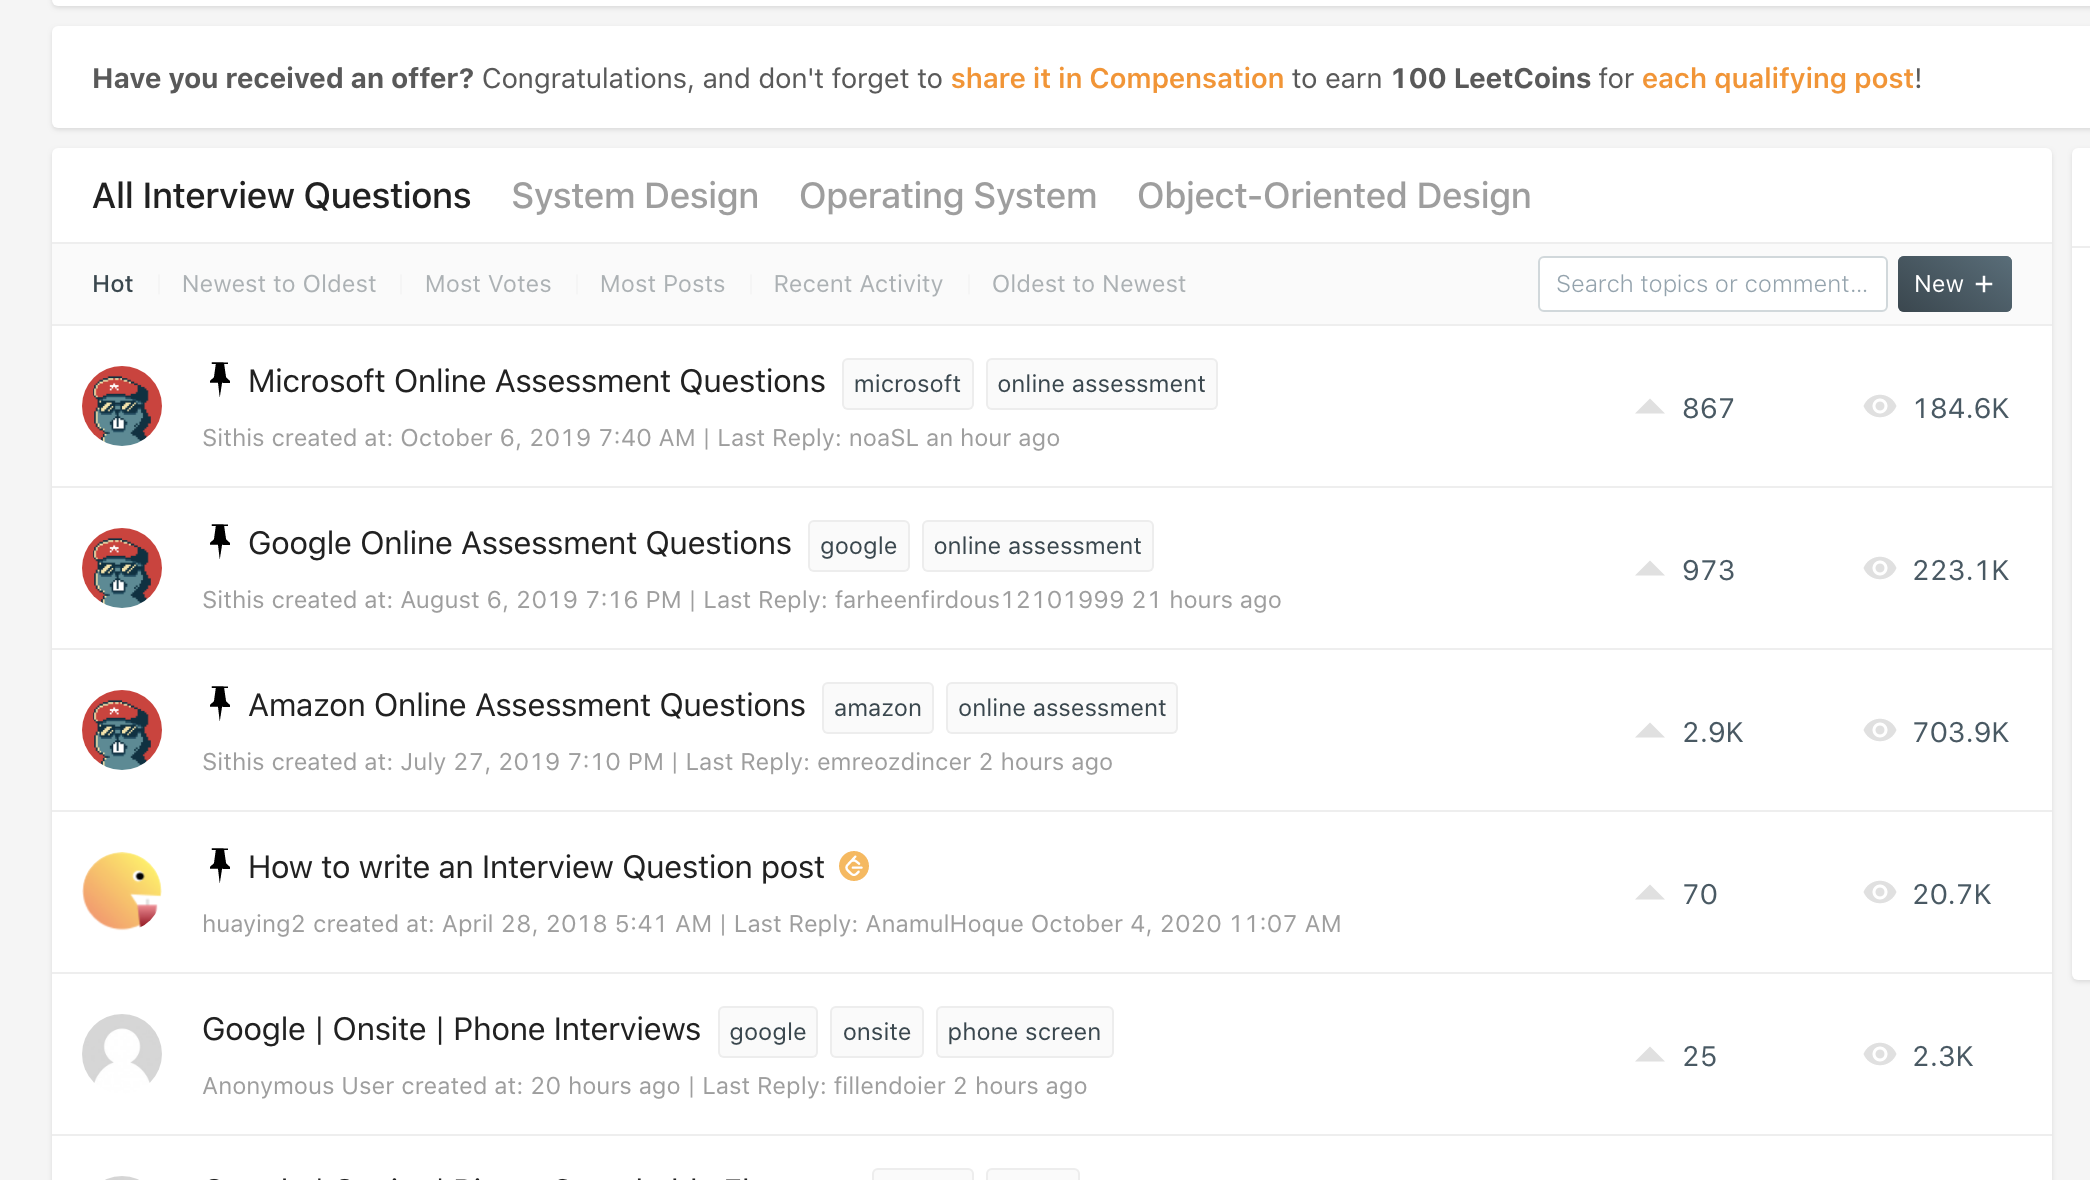 Have you received an offer? Congratulations, and don't forget to share it in Compensation to earn 100 LeetCoins for each qualifying post!
All Interview Questions System Design Operating System Object-Oriented Design
Hot Newest to Oldest Most Votes Most Posts Recent Activity Oldest to Newest Search topics or comment... New +
Microsoft Online Assessment Questions microsoft online assessment
867 184.6K
Sithis created at: October 6, 2019 7:40 AM | Last Reply: noaSL an hour ago
Google Online Assessment Questions google online assessment
973 223.1K
Sithis created at: August 6, 2019 7:16 PM | Last Reply: farheenfirdous12101999 21 hours ago
Amazon Online Assessment Questions amazon online assessment
2.9K 703.9K
Sithis created at: July 27, 2019 7:10 PM | Last Reply: emreozdincer 2 hours ago
How to write an Interview Question post
70 20.7K
huaying2 created at: April 28, 2018 5:41 AM | Last Reply: AnamulHoque October 4, 2020 11:07 AM
Google | Onsite | Phone Interviews google onsite phone screen
25 2.3K
Anonymous User created at: 20 hours ago | Last Reply: fillendoier 2 hours ago